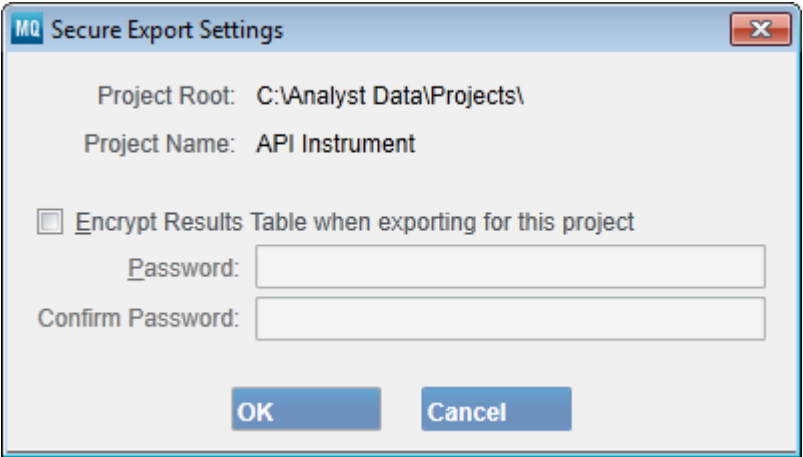 MQ Secure Export Settings
Project Root: C:\Analyst Data\Projects\
Project Name: API Instrument
Encrypt Results Table when exporting for this project
Password:
Confirm Password:
OK Cancel